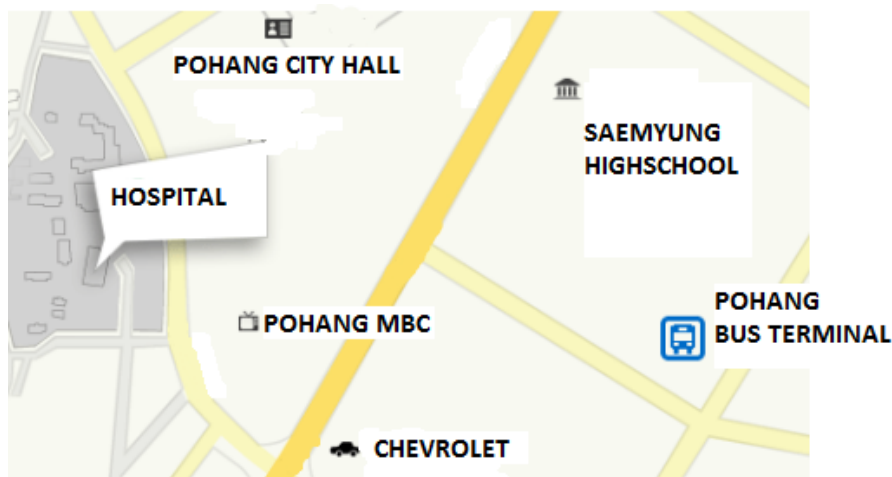 POHANG CITY HALL
SAEMYUNG
HIGHSCHOOL
HOSPITAL
POHANG
BUS TERMINAL
POHANG MBC
CHEVROLET